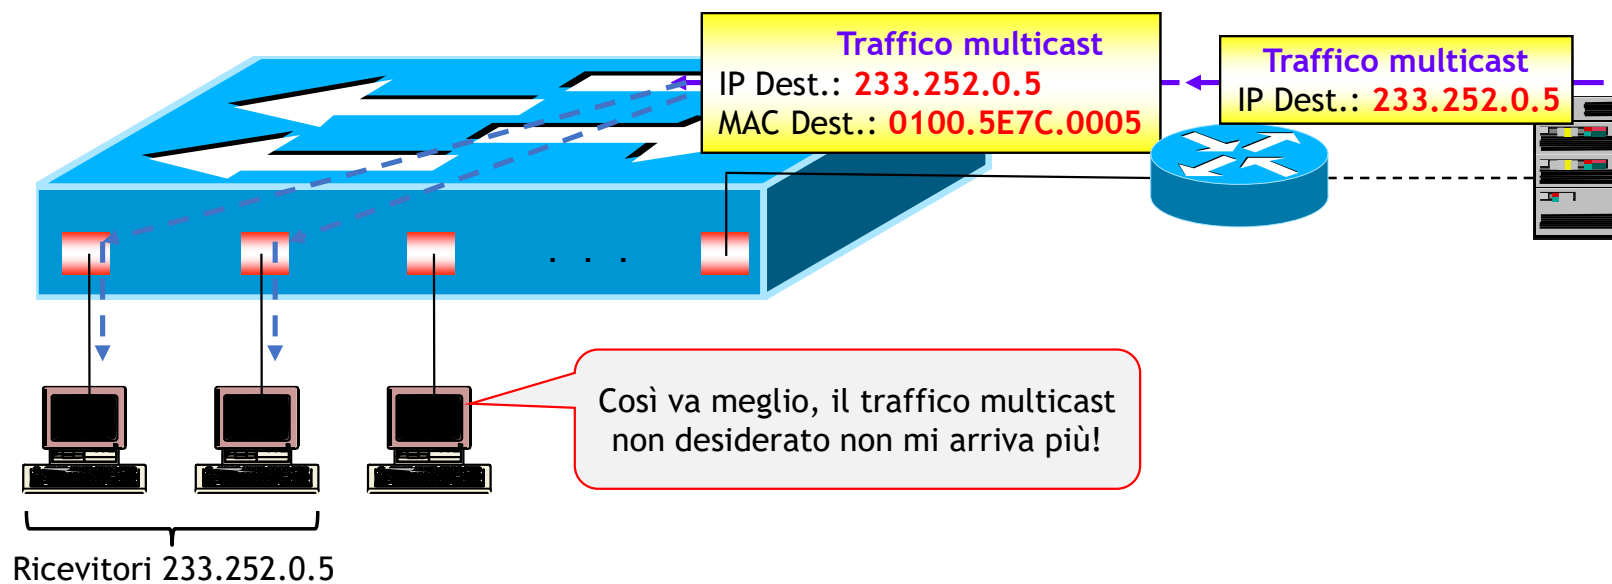 Traffico multicast
IP Dest.: 233.252.0.5
MAC Dest.: 0100.5E7C.0005
Traffico multicast
IP Dest.: 233.252.0.5
. . .
Così va meglio, il traffico multicast
non desiderato non mi arriva più!
Ricevitori 233.252.0.5